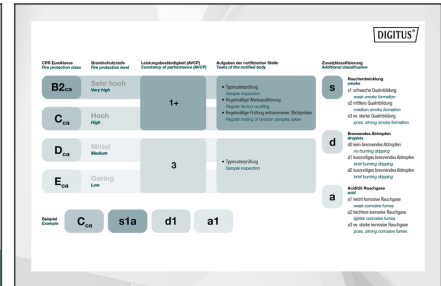 DIGITUS®
CPR Euroklasse
Fire protection class
Brandschutzstufe
Fire protection level
Leistungsbeständigkeit (AVCP)
Constancy of performance (AVCP)
Aufgaben der notifizierten Stelle
Tasks of the notified body
Zusatzklassifizierung
Additional classification
B2ca
Sehr hoch
Very high
Cca
Hoch
High
1+
• Typmusterprüfung
Sample inspection
• Regelmäßige Werksauditierung
Regular factory auditing
• Regelmäßige Prüfung entnommener Stichproben
Regular testing of random samples taken
Dca
Mittel
Medium
Eca
Gering
Low
3
• Typmusterprüfung
Sample inspection
s
Rauchentwicklung
smoke
s1 schwache Qualmbildung
weak smoke formation
s2 mittlere Qualmbildung
medium smoke formation
s3 ev. starke Qualmbildung
poss. strong smoke formation
d
Brennendes Abtropfen
droplets
d0 kein brennendes Abtropfen
no burning dripping
d1 kurzzeitiges brennendes Abtropfen
brief burning dripping
d2 kurzzeitiges brennendes Abtropfen
brief burning dripping
a
Acidität Rauchgase
acid
a1 leicht korrosive Rauchgase
weak corrosive fumes
a2 leichtere korrosive Rauchgase
lighter corrosive fumes
a3 ev. starke korrosive Rauchgase
poss. strong corrosive fumes
Beispiel
Example
Cca
s1a
d1
a1